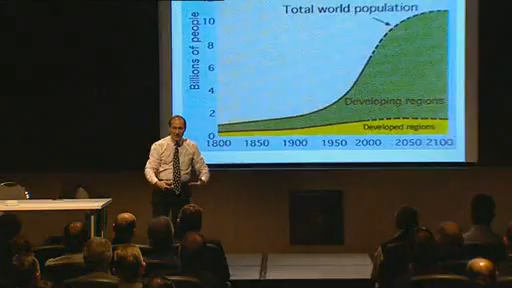 Total world population
Billions of people
10
8
6
4
2
0
Developing regions
Developed regions
1800 1850 1900 1950 2000 2050 2100